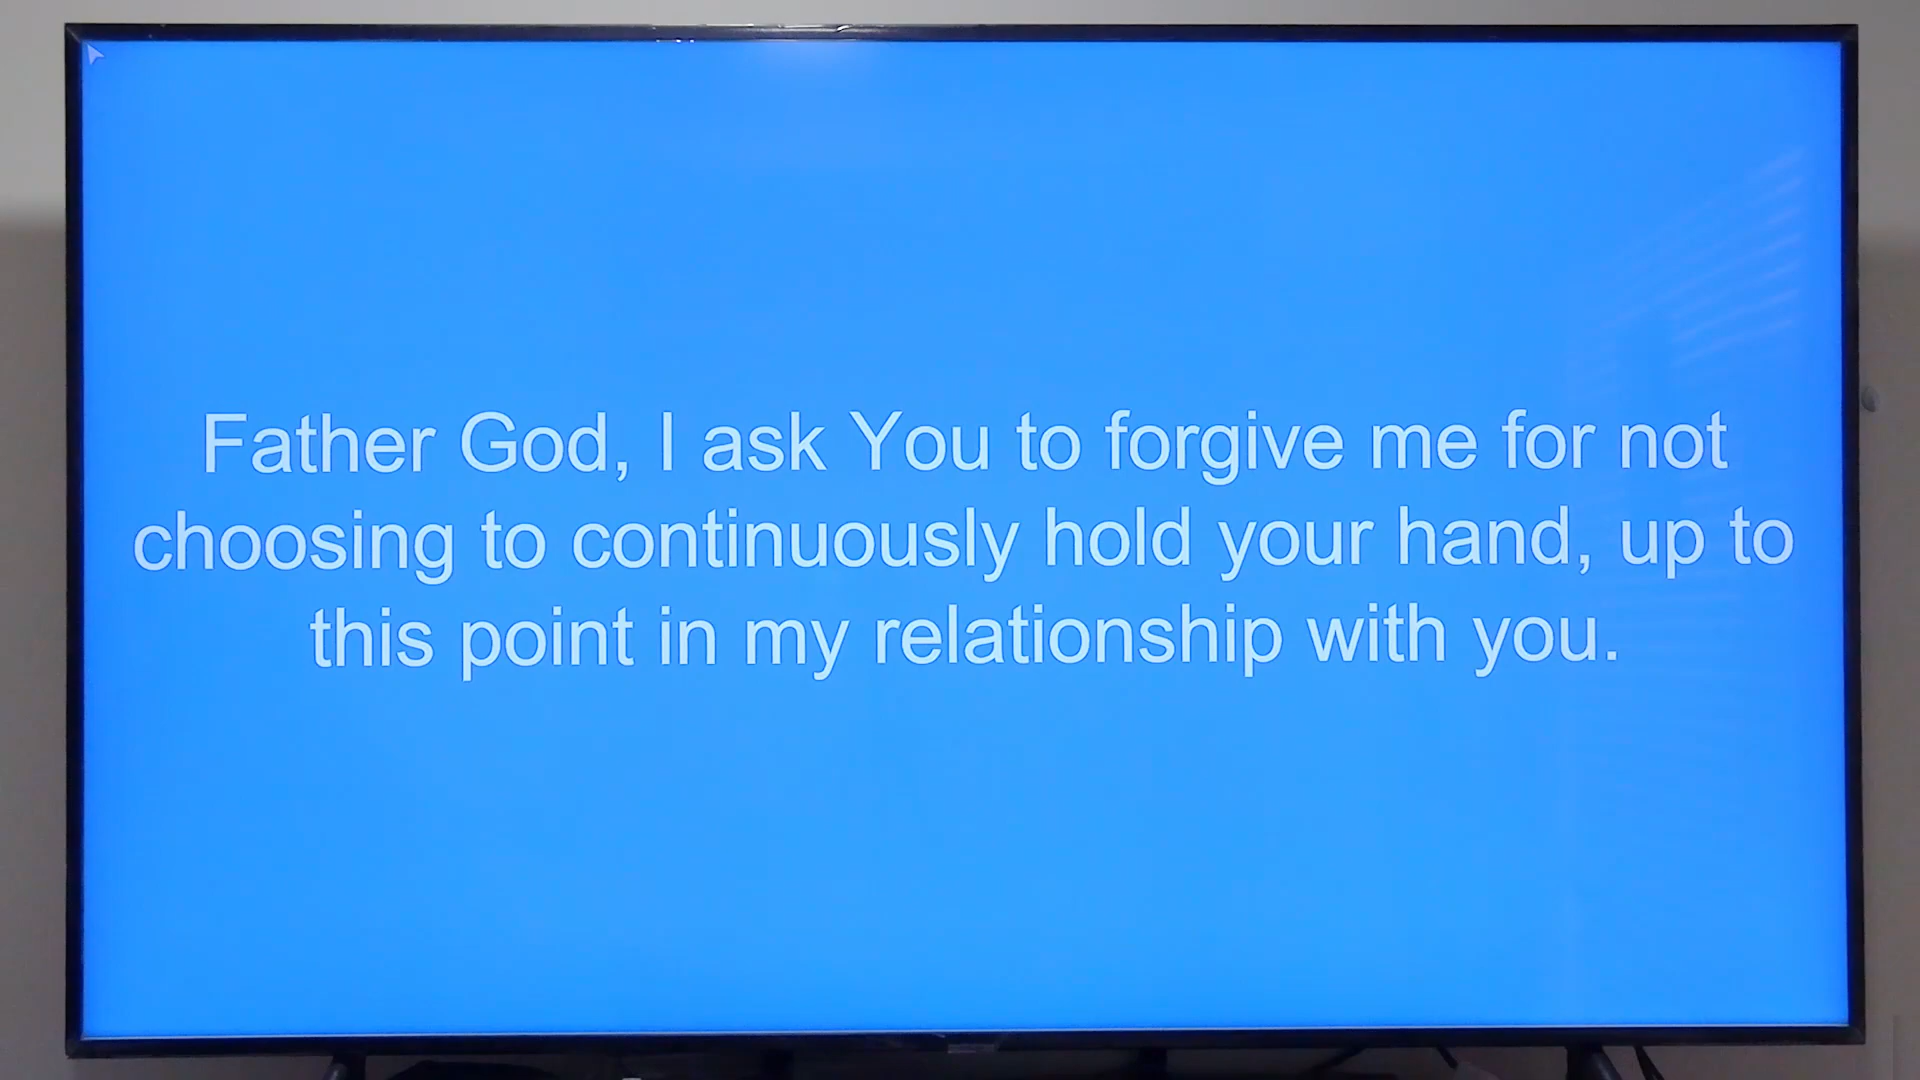 Father God, I ask You to forgive me for not
choosing to continuously hold your hand, up to
this point in my relationship with you.